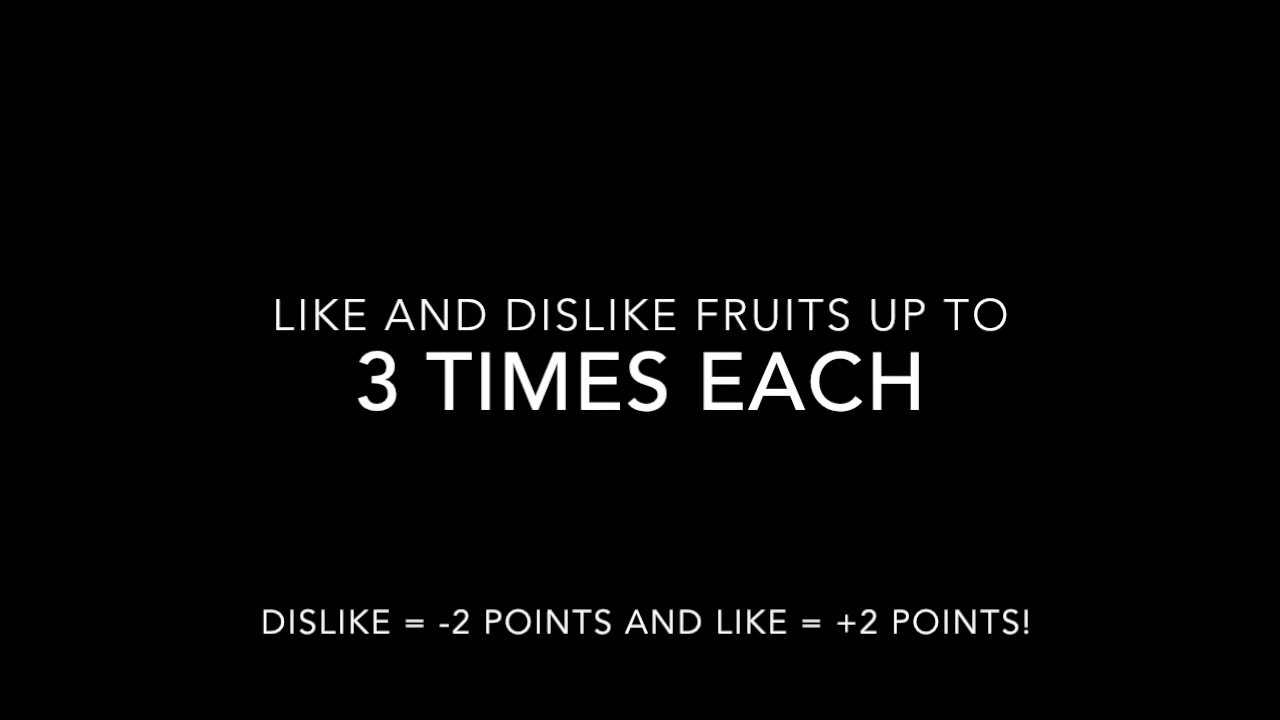 LIKE AND DISLIKE FRUITS UP TO
3 TIMES EACH
DISLIKE = -2 POINTS AND LIKE = +2 POINTS!